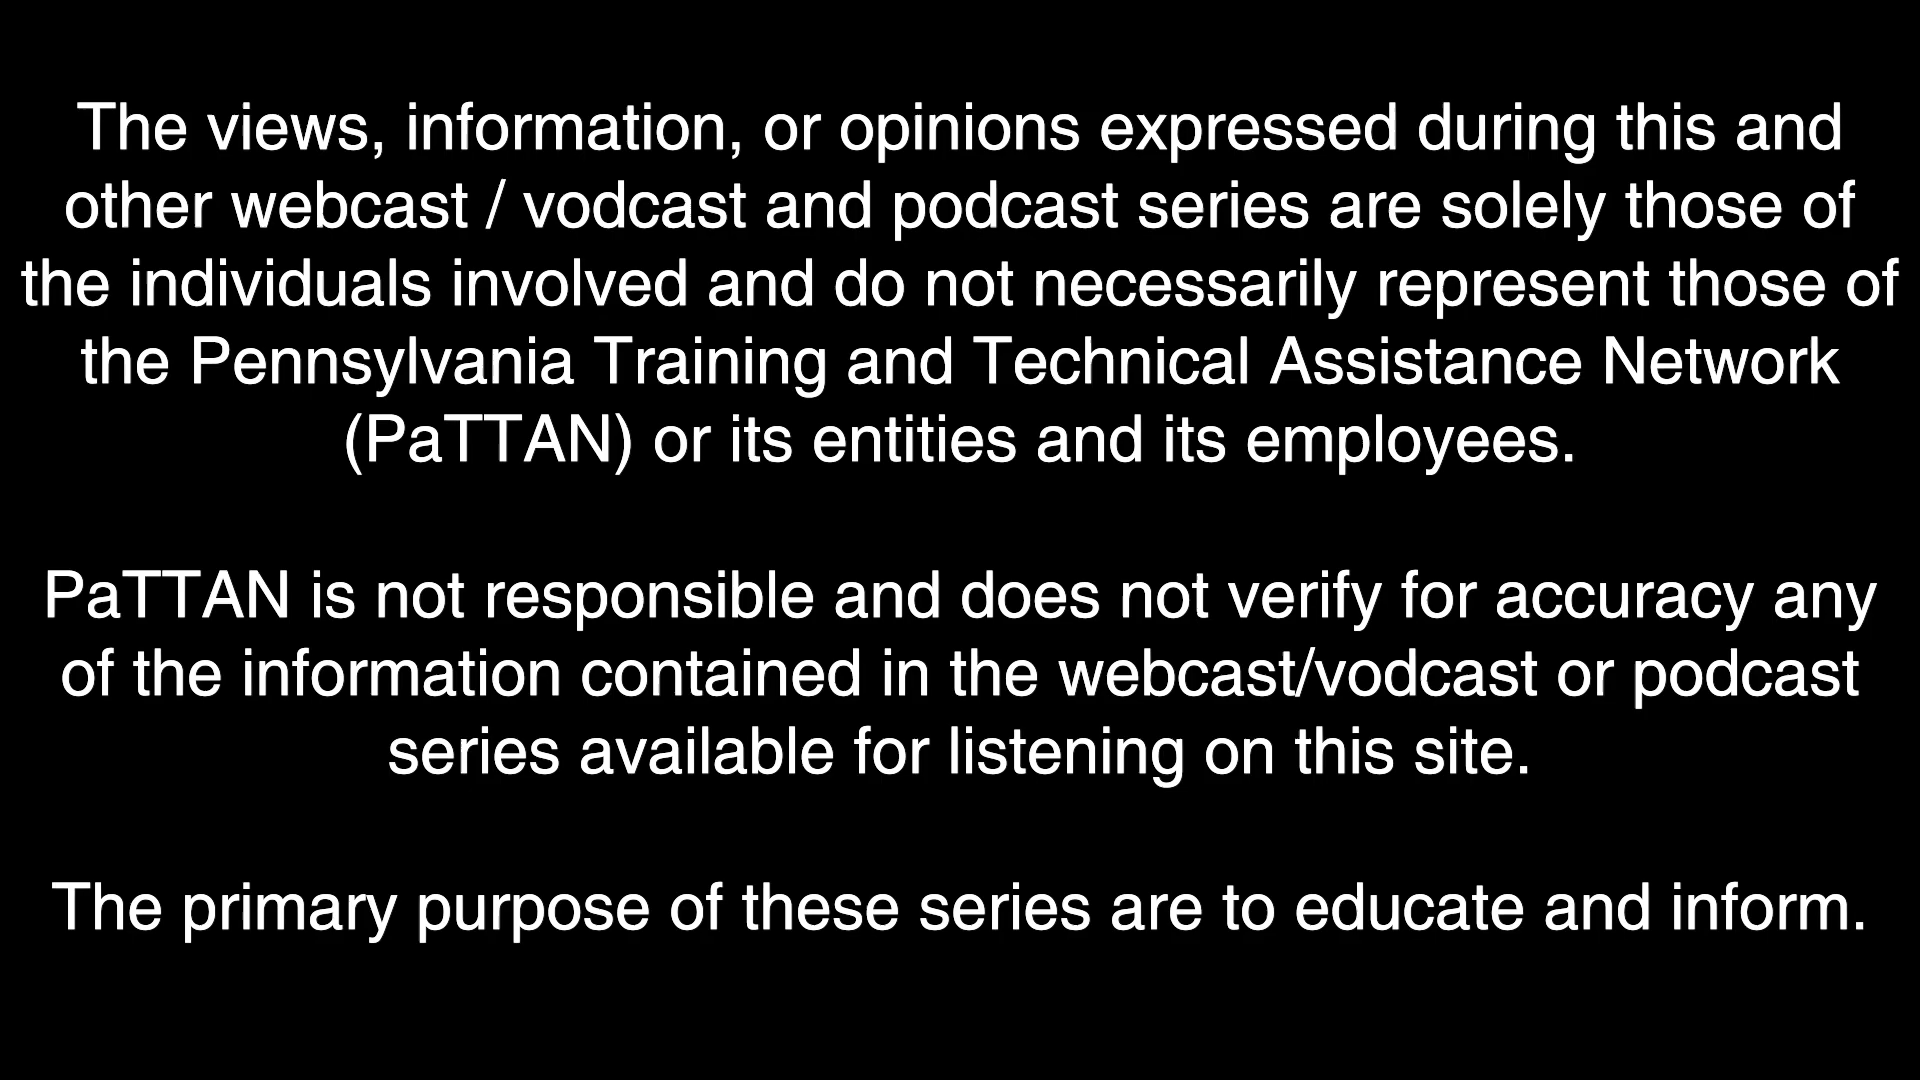 The views, information, or opinions expressed during this and
other webcast / vodcast and podcast series are solely those of
the individuals involved and do not necessarily represent those of
the Pennsylvania Training and Technical Assistance Network
(PaTTAN) or its entities and its employees.
PaTTAN is not responsible and does not verify for accuracy any
of the information contained in the webcast/vodcast or podcast
series available for listening on this site.
The primary purpose of these series are to educate and inform.